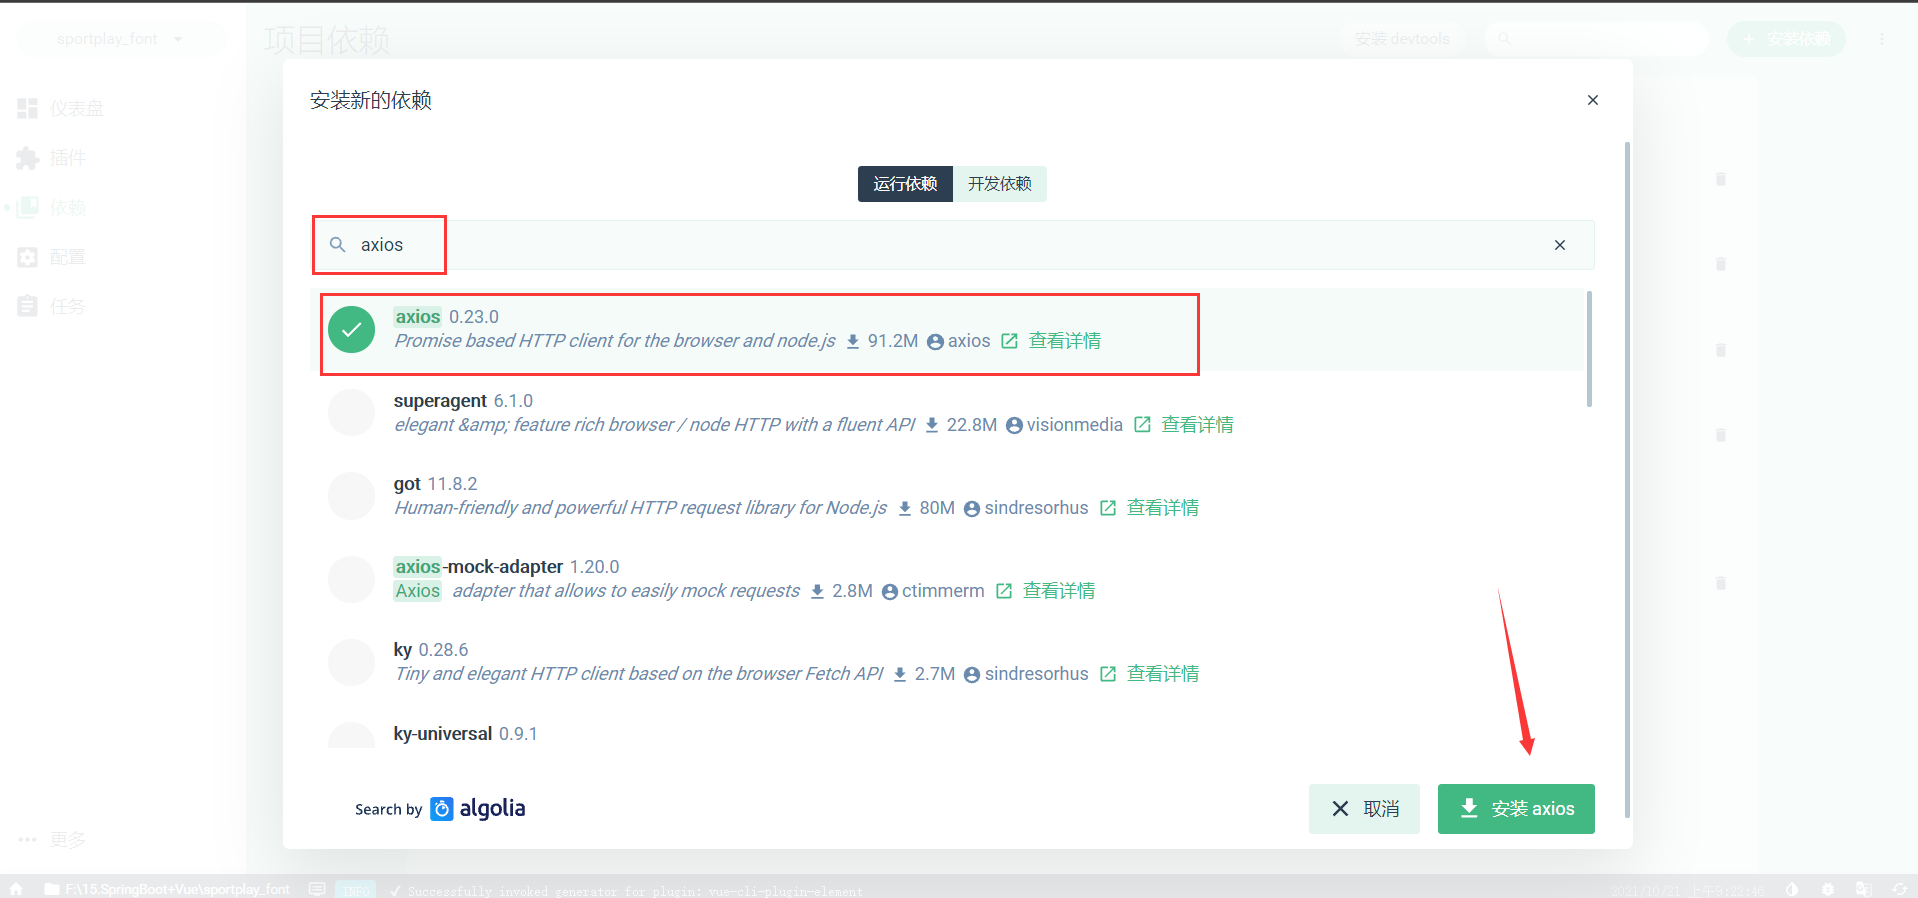 sportplay_font
项目依赖
安装 devtools
安装依赖
仪表盘
插件
依赖
配置
任务
更多
安装新的依赖
运行依赖 开发依赖
axios
axios 0.23.0
Promise based HTTP client for the browser and node.js 91.2M axios 查看详情
superagent 6.1.0
elegant &amp; feature rich browser / node HTTP with a fluent API 22.8M visionmedia 查看详情
got 11.8.2
Human-friendly and powerful HTTP request library for Node.js 80M sindresorhus 查看详情
axios-mock-adapter 1.20.0
Axios adapter that allows to easily mock requests 2.8M ctimmerm 查看详情
ky 0.28.6
Tiny and elegant HTTP client based on the browser Fetch API 2.7M sindresorhus 查看详情
ky-universal 0.9.1
Search by algolia
取消
安装 axios
F:\15.SpringBoot+Vue\sportplay_font INFO Successfully invoked generator for plugin: vue-cli-plugin-element 2021/10/21 上午9:22:46